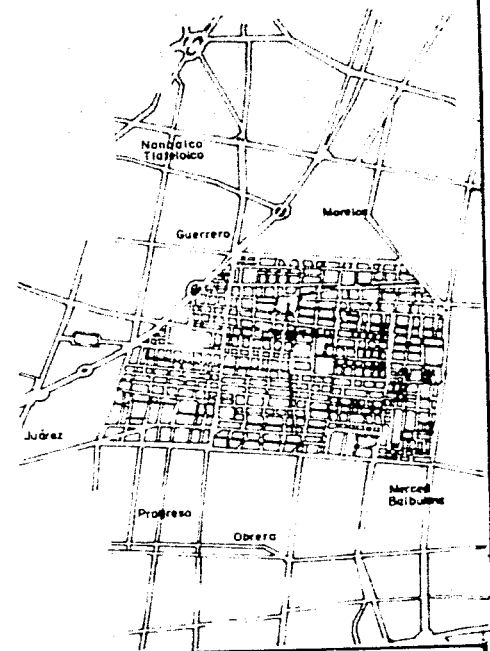 Nonoalco
Tlatelolco
Morelos
Guerrero
Juárez
Merced
Balbuena
Progreso
Obrera